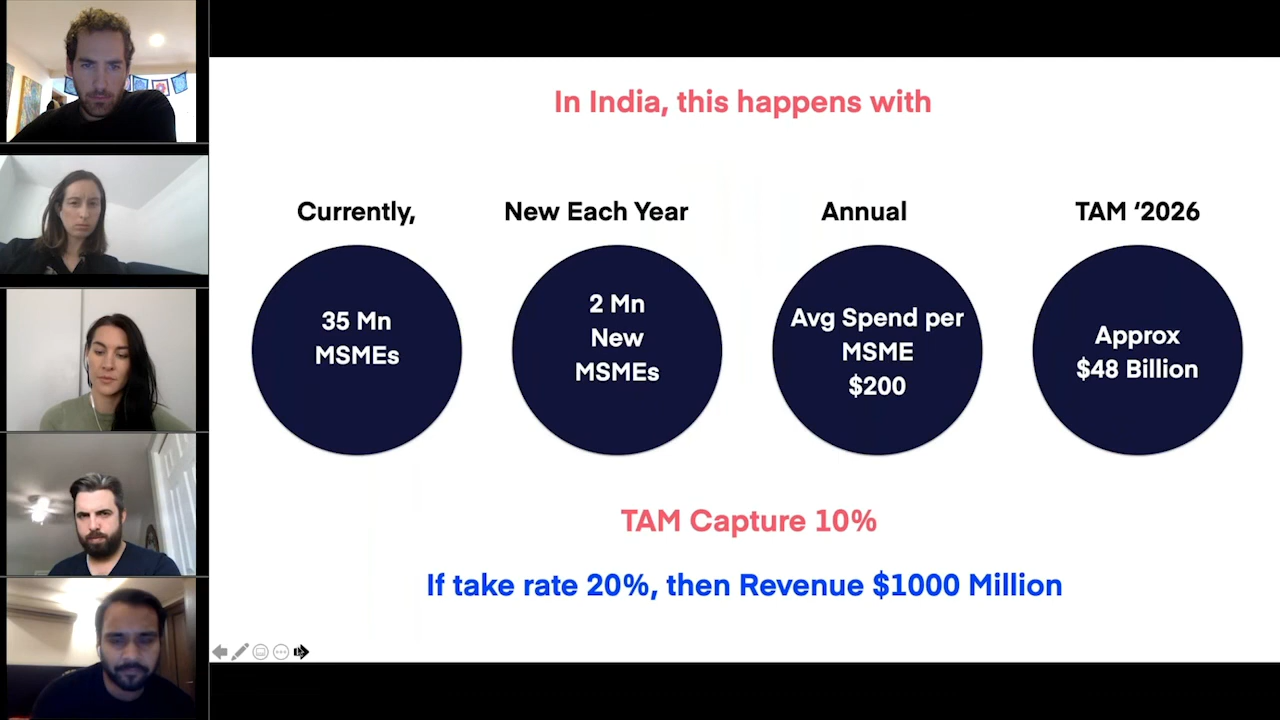 In India, this happens with
Currently,
New Each Year
Annual
TAM ‘2026
35 Mn
MSMEs
2 Mn
New
MSMEs
Avg Spend per
MSME
$200
Approx
$48 Billion
TAM Capture 10%
If take rate 20%, then Revenue $1000 Million